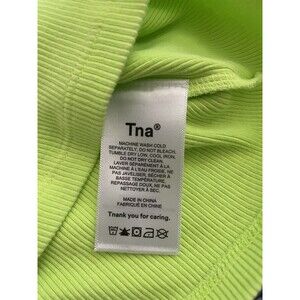 Tna®
MACHINE WASH COLD
SEPARATELY. DO NOT BLEACH.
TUMBLE DRY LOW. COOL IRON.
DO NOT DRY CLEAN.
LAVER SÉPARÉMENT À LA
MACHINE À L'EAU FROIDE. NE
PAS JAVELLISER. SÉCHER À
BASSE TEMPÉRATURE.
REPASSAGE DOUX. NE PAS
NETTOYER À SEC.
MADE IN CHINA
FABRIQUÉ EN CHINE
Thank you for caring.